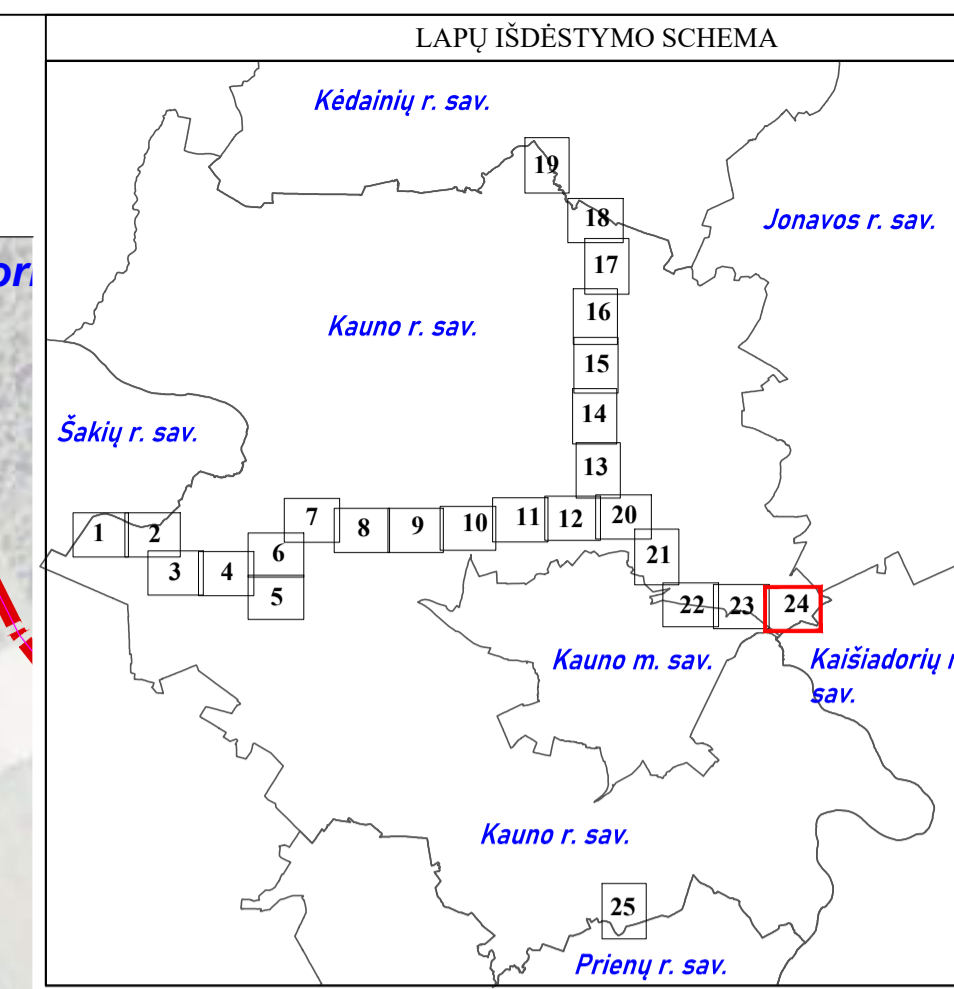 LAPŲ IŠDĖSTYMO SCHEMA
Kėdainių r. sav.
19
18
Jonavos r. sav.
17
16
Kauno r. sav.
15
14
Šakių r. sav.
13
7
8
9
10
11
12
20
1
2
6
21
3
4
5
22
23
24
Kauno m. sav.
Kaišiadorių r
sav.
Kauno r. sav.
25
Prienų r. sav.